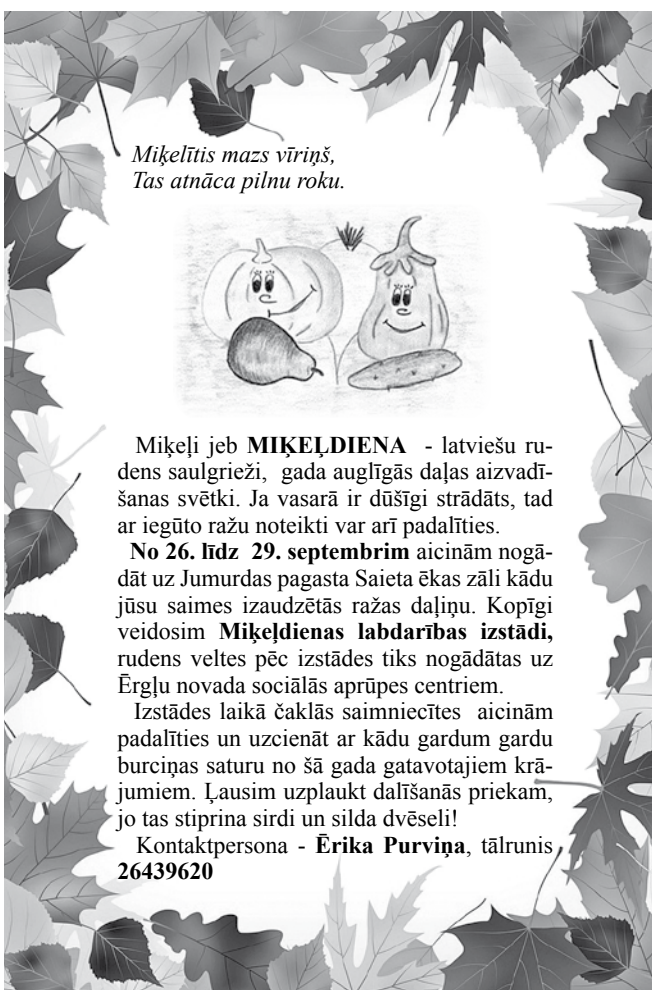 Miķelītis mazs vīriņš,
Tas atnāca pilnu roku.
Miķeļi jeb MIĶEĻDIENA - latviešu ru-
dens saulgrieži, gada auglīgās daļas aizvadī-
šanas svētki. Ja vasarā ir dūšīgi strādāts, tad
ar iegūto ražu noteikti var arī padalīties.
No 26. līdz 29. septembrim aicinām nogā-
dāt uz Jumurdas pagasta Saieta ēkas zāli kādu
jūsu saimes izaudzētās ražas daļiņu. Kopīgi
veidosim Miķeļdienas labdarības izstādi,
rudens veltes pēc izstādes tiks nogādātas uz
Ērgļu novada sociālās aprūpes centriem.
Izstādes laikā čaklās saimniecītes aicinām
padalīties un uzcienāt ar kādu gardum gardu
burciņas saturu no šā gada gatavotajiem krā-
jumiem. Ļausim uzplaukt dalīšanās priekam,
jo tas stiprina sirdi un silda dvēseli!
Kontaktpersona - Ērika Purviņa, tālrunis
26439620